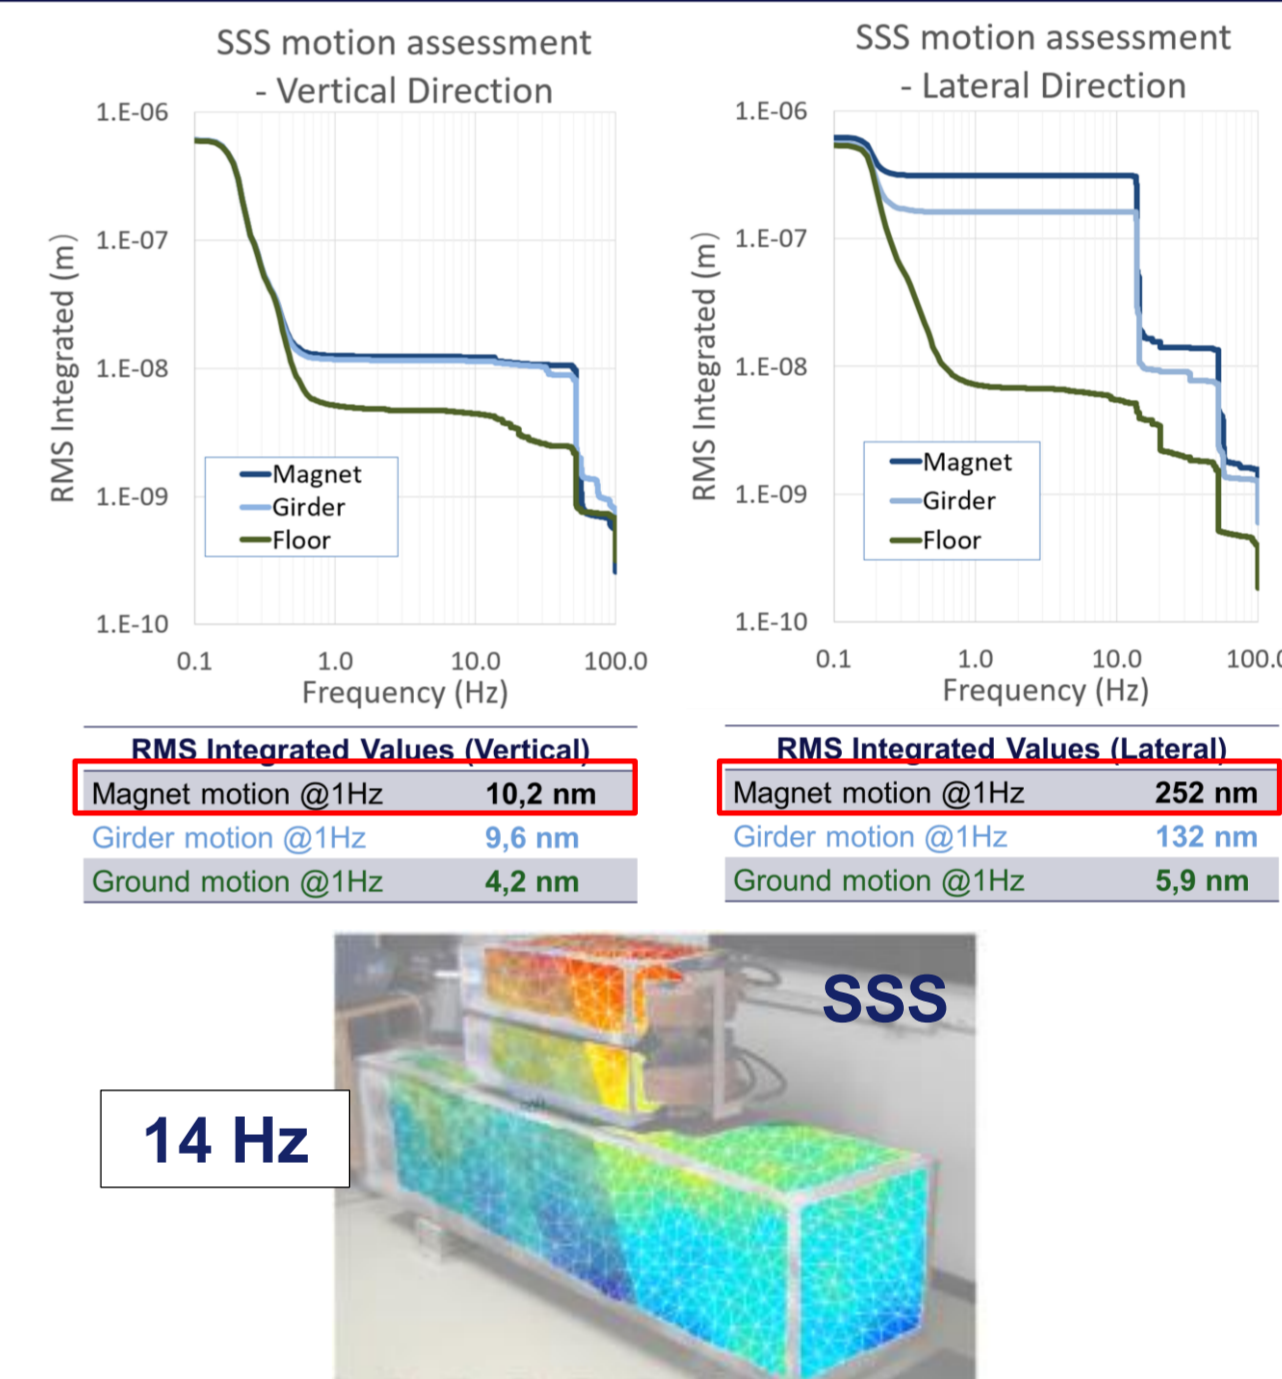 SSS motion assessment
- Vertical Direction
1.E-06
1.E-07
1.E-08
1.E-09
1.E-10
RMS Integrated (m)
Magnet
Girder
Floor
0.1 1.0 10.0 100.0
Frequency (Hz)
SSS motion assessment
- Lateral Direction
1.E-06
1.E-07
1.E-08
1.E-09
1.E-10
RMS Integrated (m)
Magnet
Girder
Floor
0.1 1.0 10.0 100.0
Frequency (Hz)
RMS Integrated Values (Vertical)
Magnet motion @1Hz 10,2 nm
Girder motion @1Hz 9,6 nm
Ground motion @1Hz 4,2 nm
RMS Integrated Values (Lateral)
Magnet motion @1Hz 252 nm
Girder motion @1Hz 132 nm
Ground motion @1Hz 5,9 nm
SSS
14 Hz